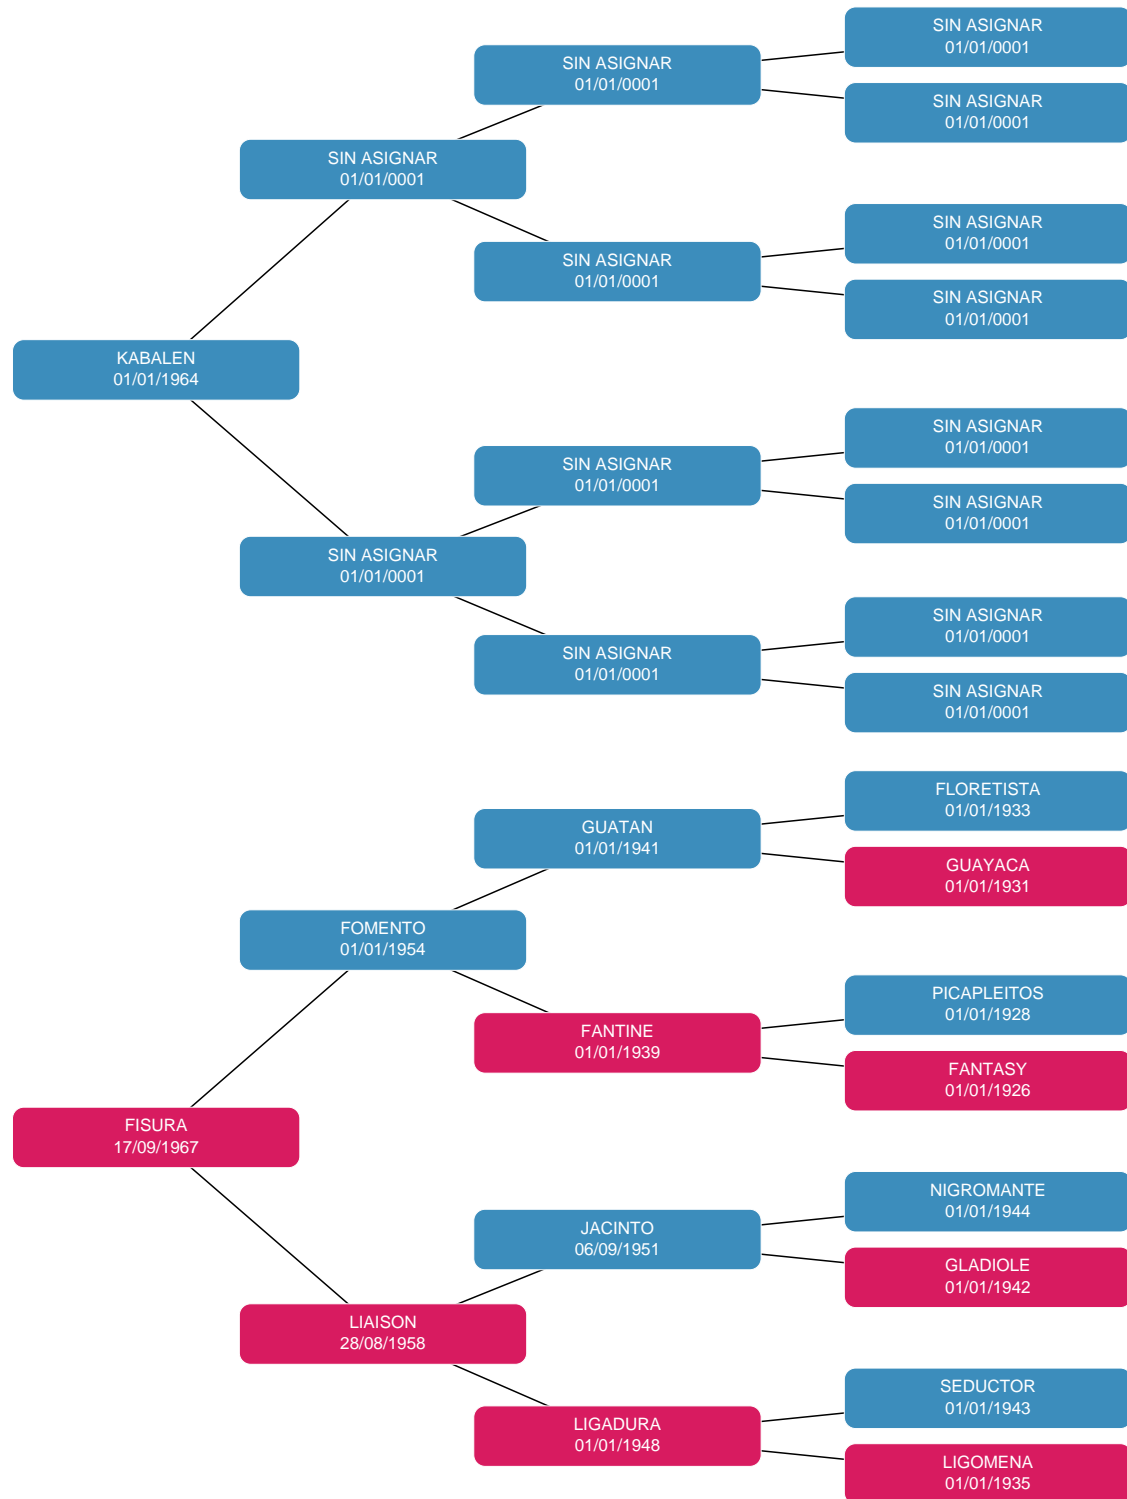 SIN ASIGNAR
01/01/0001
SIN ASIGNAR
01/01/0001
SIN ASIGNAR
01/01/0001
SIN ASIGNAR
01/01/0001
SIN ASIGNAR
01/01/0001
SIN ASIGNAR
01/01/0001
SIN ASIGNAR
01/01/0001
KABALEN
01/01/1964
SIN ASIGNAR
01/01/0001
SIN ASIGNAR
01/01/0001
SIN ASIGNAR
01/01/0001
SIN ASIGNAR
01/01/0001
SIN ASIGNAR
01/01/0001
SIN ASIGNAR
01/01/0001
SIN ASIGNAR
01/01/0001
FLORETISTA
01/01/1933
GUATAN
01/01/1941
GUAYACA
01/01/1931
FOMENTO
01/01/1954
PICAPLEITOS
01/01/1928
FANTINE
01/01/1939
FANTASY
01/01/1926
FISURA
17/09/1967
NIGROMANTE
01/01/1944
JACINTO
06/09/1951
GLADIOLE
01/01/1942
LIAISON
28/08/1958
SEDUCTOR
01/01/1943
LIGADURA
01/01/1948
LIGOMENA
01/01/1935